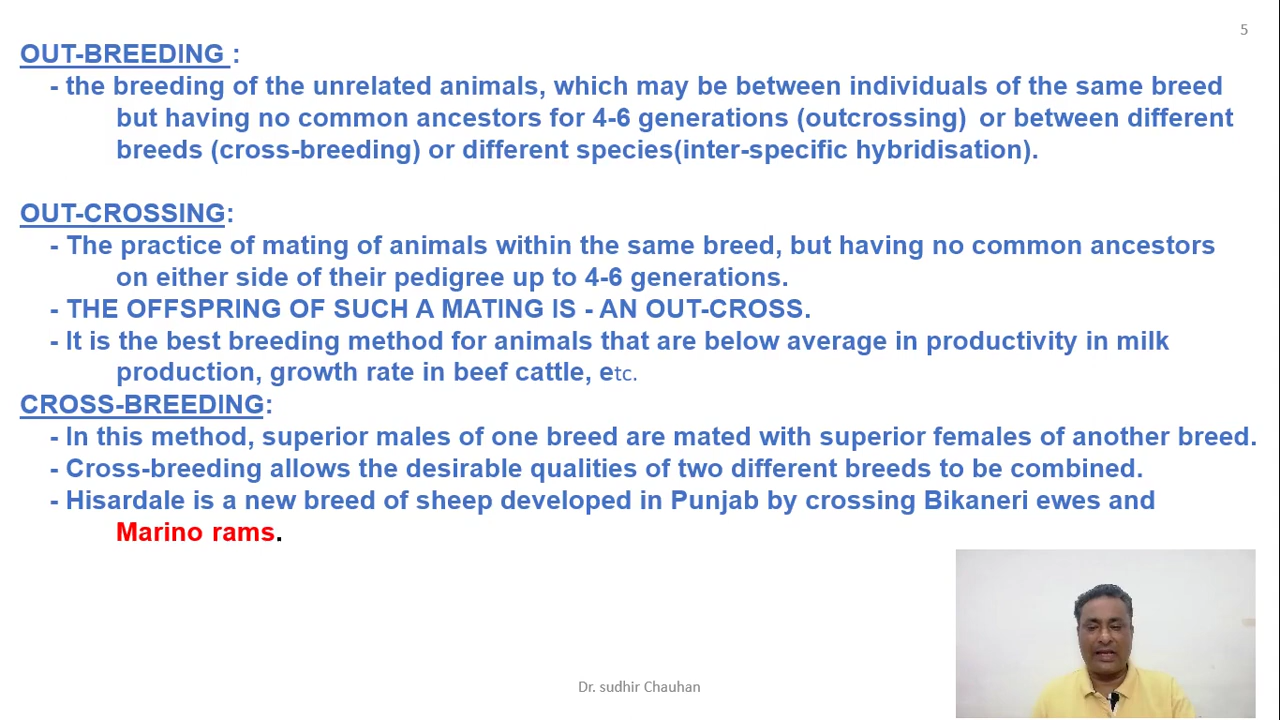 5
OUT-BREEDING :
- the breeding of the unrelated animals, which may be between individuals of the same breed
but having no common ancestors for 4-6 generations (outcrossing) or between different
breeds (cross-breeding) or different species(inter-specific hybridisation).
OUT-CROSSING:
- The practice of mating of animals within the same breed, but having no common ancestors
on either side of their pedigree up to 4-6 generations.
- THE OFFSPRING OF SUCH A MATING IS - AN OUT-CROSS.
- It is the best breeding method for animals that are below average in productivity in milk
production, growth rate in beef cattle, etc.
CROSS-BREEDING:
- In this method, superior males of one breed are mated with superior females of another breed.
- Cross-breeding allows the desirable qualities of two different breeds to be combined.
- Hisardale is a new breed of sheep developed in Punjab by crossing Bikaneri ewes and
Marino rams.
Dr. sudhir Chauhan